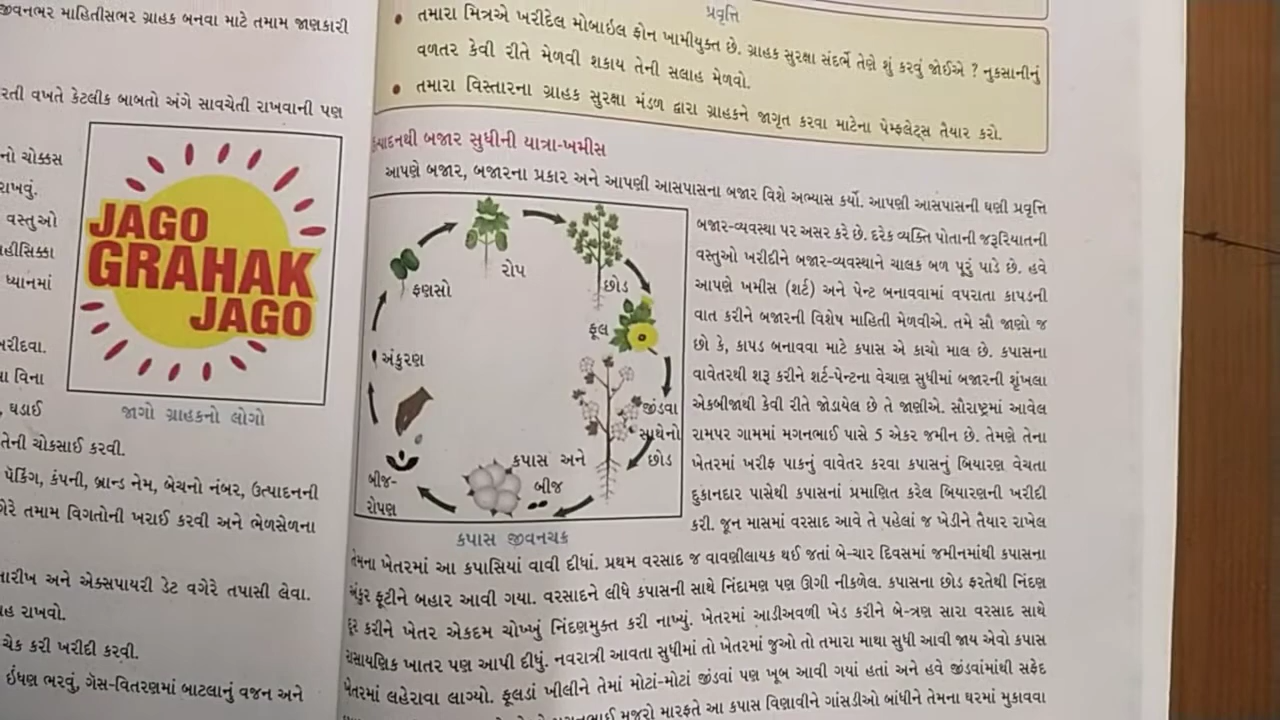 જીવનભર માહિતીસભર ગ્રાહક બનવા માટે તમામ જાણકારી
રતી વખતે કેટલીક બાબતો અંગે સાવચેતી રાખવાની પણ
નો ચોક્કસ
રાખવું.
વસ્તુઓ
ધ્યાનમાં
JAGO
GRAHAK
JAGO
વિના
ઘડાઈ
જાગો ગ્રાહકનો લોગો
તેની ચોકસાઈ કરવી.
પૅકિંગ, કંપની, બ્રાન્ડ નેમ, બેચનો નંબર, ઉત્પાદનની
તમામ વિગતોની ખરાઈ કરવી અને ભેળસેળના
અને એક્સપાયરી ડેટ વગેરે તપાસી લેવા.
રાખવો.
ચેક કરી ખરીદી કરવી.
ઇંધણ ભરવું, ગૅસ-વિતરણમાં બાટલાનું વજન અને
પ્રવૃત્તિ
• તમારા મિત્રએ ખરીદેલ મોબાઇલ ફોન ખામીયુક્ત છે. ગ્રાહક સુરક્ષા સંદર્ભે તેણે શું કરવું જોઈએ ? નુકસાનીનું
વળતર કેવી રીતે મેળવી શકાય તેની સલાહ મેળવો.
• તમારા વિસ્તારના ગ્રાહક સુરક્ષા મંડળ દ્વારા ગ્રાહકને જાગૃત કરવા માટેના પેમ્ફલેટ્સ તૈયાર કરો.
ઉત્પાદનથી બજાર સુધીની યાત્રા-ખમીસ
આપણે બજાર, બજારના પ્રકાર અને આપણી આસપાસના બજાર વિશે અભ્યાસ કર્યો. આપણી આસપાસની ઘણી પ્રવૃત્તિ
બજાર-વ્યવસ્થા પર અસર કરે છે. દરેક વ્યક્તિ પોતાની જરૂરિયાતની
વસ્તુઓ ખરીદીને બજાર-વ્યવસ્થાને ચાલક બળ પૂરું પાડે છે. હવે
આપણે ખમીસ (શર્ટ) અને પેન્ટ બનાવવામાં વપરાતા કાપડની
વાત કરીને બજારની વિશેષ માહિતી મેળવીએ. તમે સૌ જાણો જ
છો કે, કાપડ બનાવવા માટે કપાસ એ કાચો માલ છે. કપાસના
વાવેતરથી શરૂ કરીને શર્ટ-પેન્ટના વેચાણ સુધીમાં બજારની શૃંખલા
એકબીજાથી કેવી રીતે જોડાયેલ છે તે જાણીએ. સૌરાષ્ટ્રમાં આવેલ
રામપર ગામમાં મગનભાઈ પાસે 5 એકર જમીન છે. તેમણે તેના
ખેતરમાં ખરીફ પાકનું વાવેતર કરવા કપાસનું બિયારણ વેચતા
દુકાનદાર પાસેથી કપાસનાં પ્રમાણિત કરેલ બિયારણની ખરીદી
કરી. જૂન માસમાં વરસાદ આવે તે પહેલાં જ ખેડીને તૈયાર રાખેલ
રોપ
છોડ
ફણસો
ફૂલ
અંકુરણ
જીંડવા
સાથેનો
છોડ
કપાસ અને
બીજ
બીજ-
રોપણ
કપાસ જીવનચક્ર
તેમના ખેતરમાં આ કપાસિયાં વાવી દીધાં. પ્રથમ વરસાદ જ વાવણીલાયક થઈ જતાં બે-ચાર દિવસમાં જમીનમાંથી કપાસના
અંકુર ફૂટીને બહાર આવી ગયા. વરસાદને લીધે કપાસની સાથે નિંદામણ પણ ઊગી નીકળેલ. કપાસના છોડ ફરતેથી નિંદણ
દૂર કરીને ખેતર એકદમ ચોખ્ખું નિંદણમુક્ત કરી નાખ્યું. ખેતરમાં આડીઅવળી ખેડ કરીને બે-ત્રણ સારા વરસાદ સાથે
રાસાયણિક ખાતર પણ આપી દીધું. નવરાત્રી આવતા સુધીમાં તો ખેતરમાં જુઓ તો તમારા માથા સુધી આવી જાય એવો કપાસ
ખેતરમાં લહેરાવા લાગ્યો. ફૂલડાં ખીલીને તેમાં મોટાં-મોટાં જીંડવાં પણ ખૂબ આવી ગયાં હતાં અને હવે જીંડવાંમાંથી સફેદ
મજૂરો મારફતે આ કપાસ વિણાવીને ગાંસડીઓ બાંધીને તેમના ઘરમાં મુકાવવા